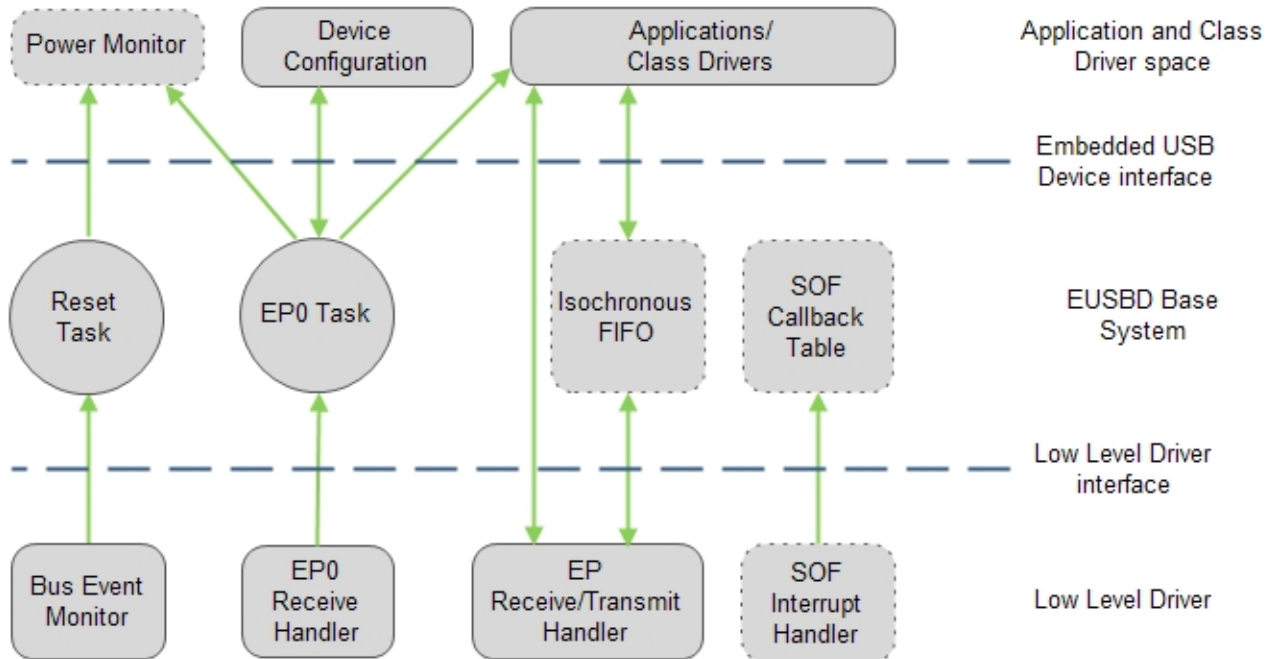 Power Monitor
Device
Configuration
Applications/
Class Drivers
Application and Class
Driver space
Embedded USB
Device interface
Reset
Task
EP0 Task
Isochronous
FIFO
SOF
Callback
Table
EUSBD Base
System
Low Level Driver
interface
Bus Event
Monitor
EP0
Receive
Handler
EP
Receive/Transmit
Handler
SOF
Interrupt
Handler
Low Level Driver